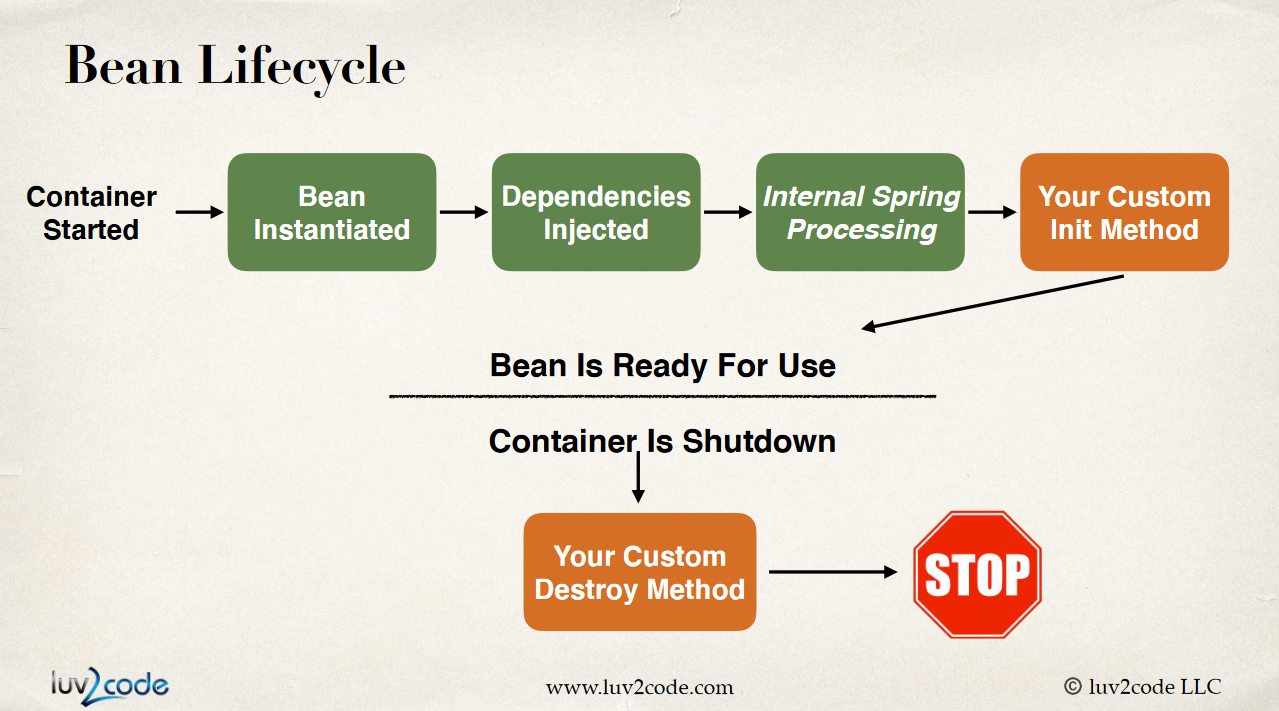 Bean Lifecycle
Container
Started
Bean
Instantiated
Dependencies
Injected
Internal Spring
Processing
Your Custom
Init Method
Bean Is Ready For Use
Container Is Shutdown
Your Custom
Destroy Method
STOP
luv2code
www.luv2code.com
© luv2code LLC